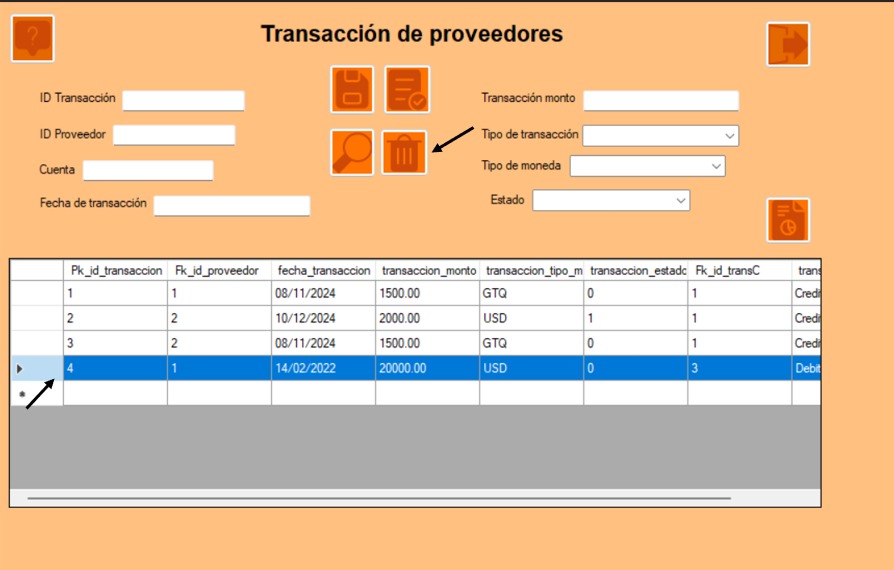 ?
Transacción de proveedores
ID Transacción
Transacción monto
ID Proveedor
Tipo de transacción
Cuenta
Tipo de moneda
Fecha de transacción
Estado
Pk_id_transaccion Fk_id_proveedor fecha_transaccion transaccion_monto transaccion_tipo_m transaccion_estado Fk_id_transC trans
1 1 08/11/2024 1500.00 GTQ 0 1 Credi
2 2 10/12/2024 2000.00 USD 1 1 Credi
3 2 08/11/2024 1500.00 GTQ 0 1 Credi
4 1 14/02/2022 20000.00 USD 0 3 Debit